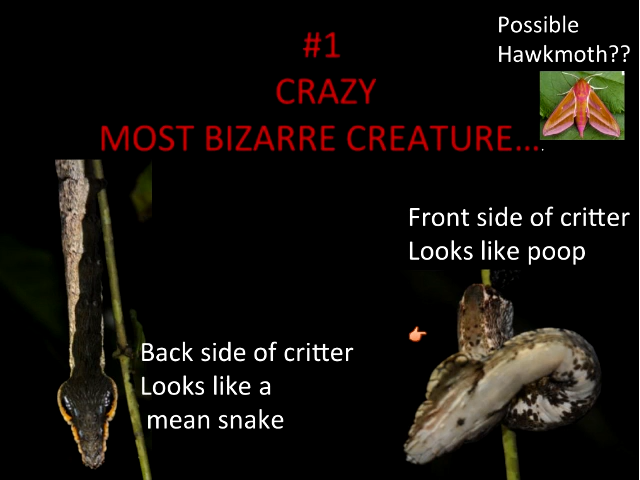 Possible
Hawkmoth??
#1
CRAZY
MOST BIZARRE CREATURE....
Front side of critter
Looks like poop
Back side of critter
Looks like a
mean snake